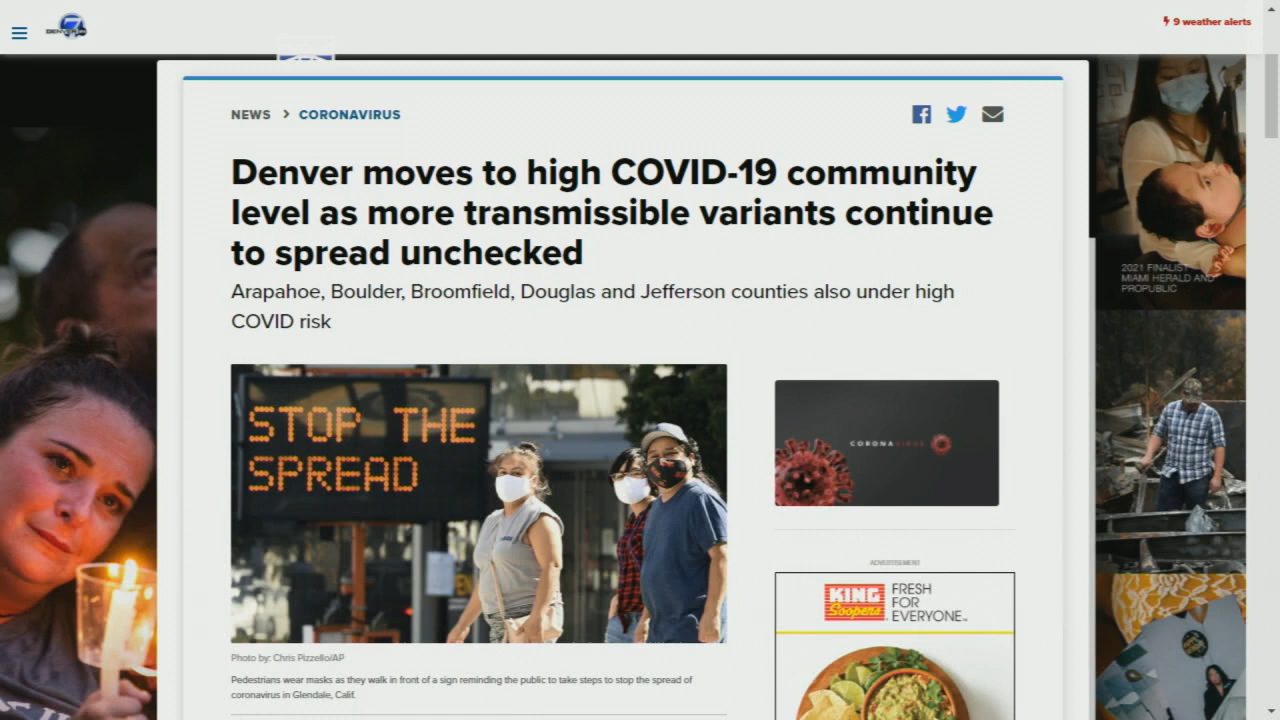 7
DENVER
9 weather alerts
NEWS > CORONAVIRUS
Denver moves to high COVID-19 community
level as more transmissible variants continue
to spread unchecked
Arapahoe, Boulder, Broomfield, Douglas and Jefferson counties also under high
COVID risk
STOP THE
SPREAD
CORONAVIRUS
2021 FINALIST
MIAMI HERALD AND
PROPUBLIC
Photo by: Chris Pizzello/AP
Pedestrians wear masks as they walk in front of a sign reminding the public to take steps to stop the spread of
coronavirus in Glendale, Calif.
ADVERTISEMENT
KING
Soopers
FRESH
FOR
EVERYONE™